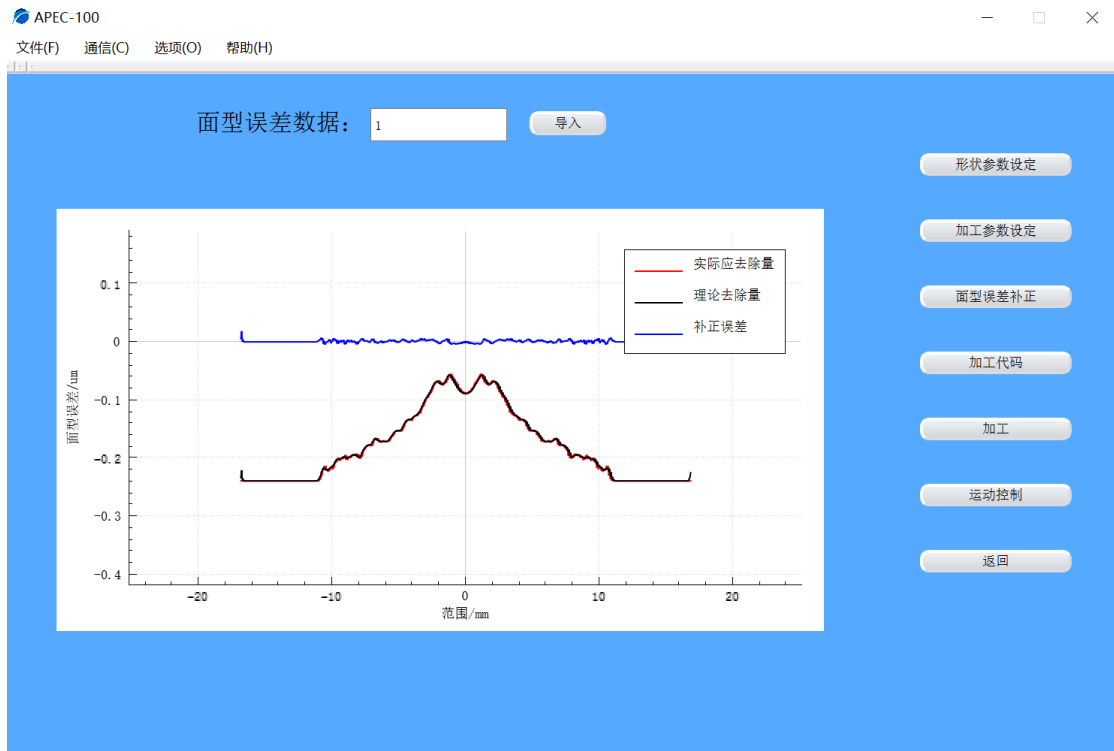 APEC-100
文件(F) 通信(C) 选项(O) 帮助(H)
面型误差数据: 1 导入
形状参数设定
加工参数设定
面型误差补正
加工代码
加工
运动控制
返回
实际应去除量
理论去除量
补正误差
面型误差/um
0.1
0
-0.1
-0.2
-0.3
-0.4
-20 -10 0 10 20
范围/mm